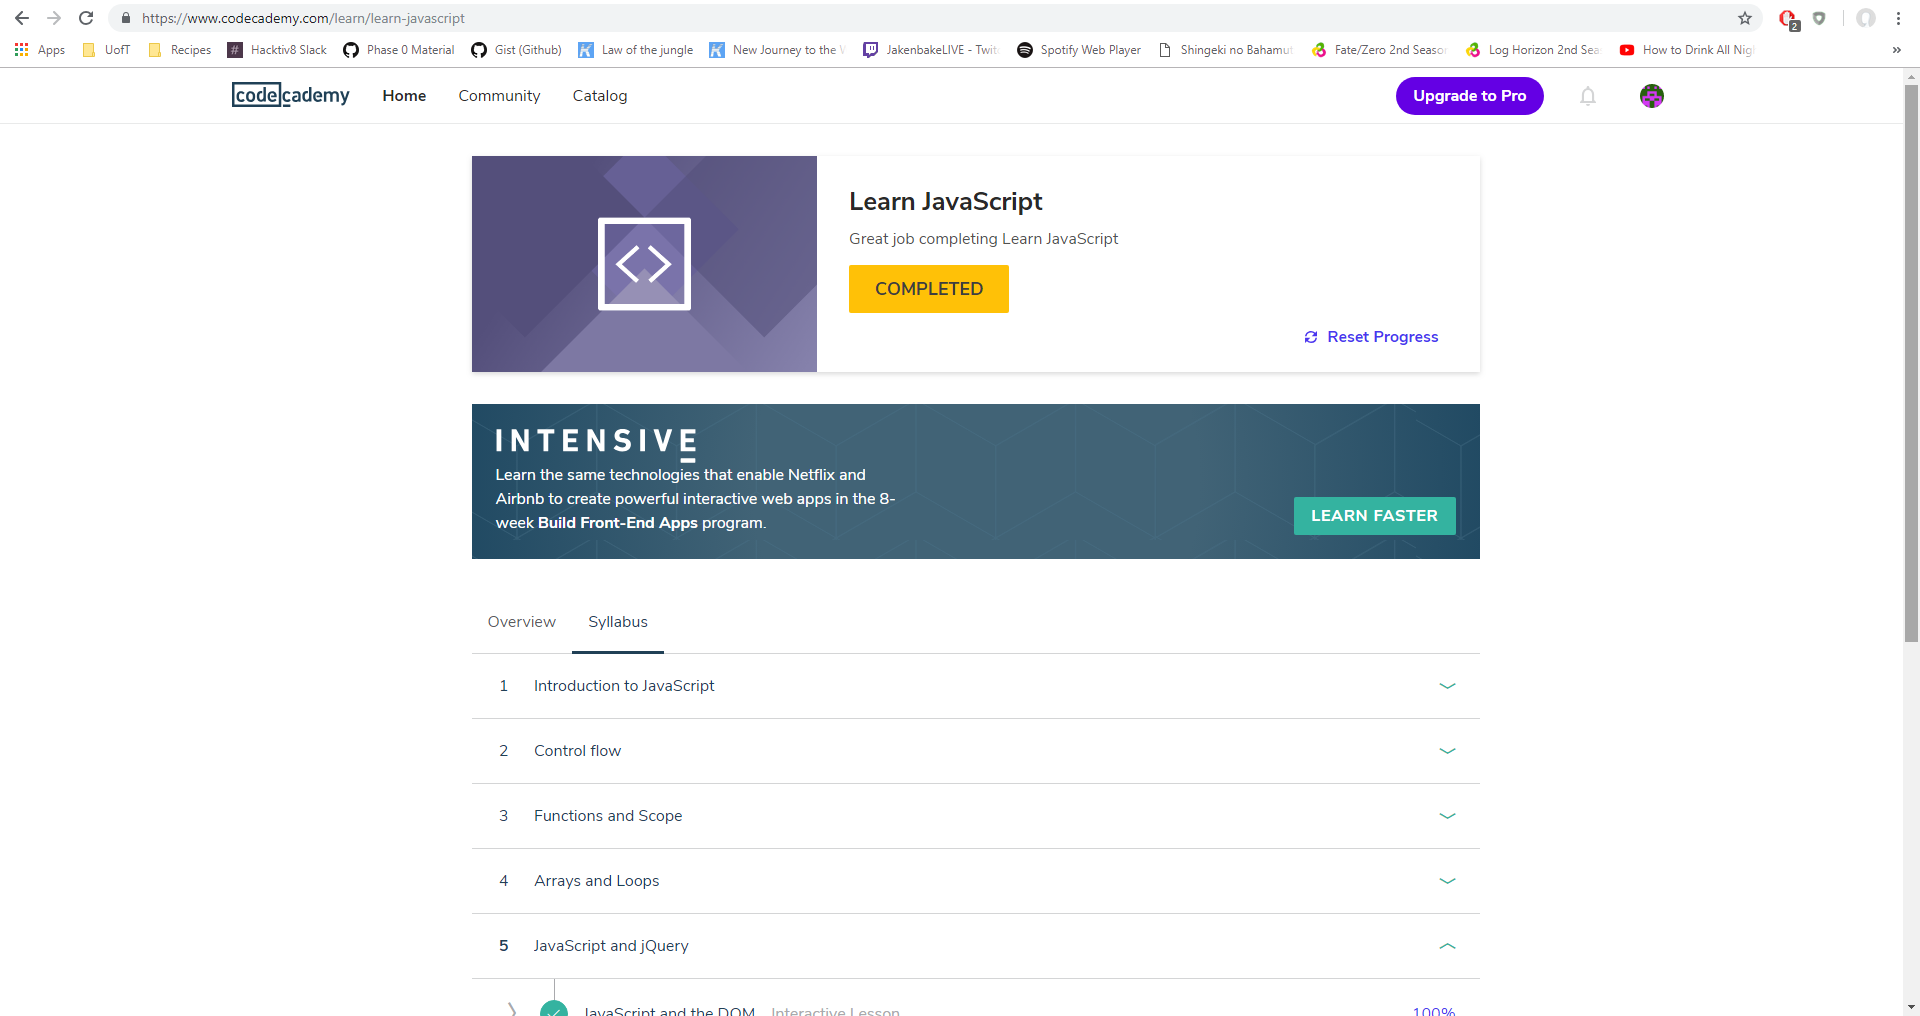 https://www.codecademy.com/learn/learn-javascript
2
Apps
UofT
Recipes
# Hacktiv8 Slack
Phase 0 Material
Gist (Github)
K Law of the jungle
K New Journey to the
JakenbakeLIVE - Twit
Spotify Web Player
Shingeki no Bahamut
Fate/Zero 2nd Season
Log Horizon 2nd Sea
How to Drink All Nig
»
codecademy
Home
Community
Catalog
Upgrade to Pro
Learn JavaScript
Great job completing Learn JavaScript
COMPLETED
Reset Progress
INTENSIVE
Learn the same technologies that enable Netflix and
Airbnb to create powerful interactive web apps in the 8-
week Build Front-End Apps program.
LEARN FASTER
Overview
Syllabus
1 Introduction to JavaScript
2 Control flow
3 Functions and Scope
4 Arrays and Loops
5 JavaScript and jQuery
JavaScript and the DOM Interactive Lesson 100%